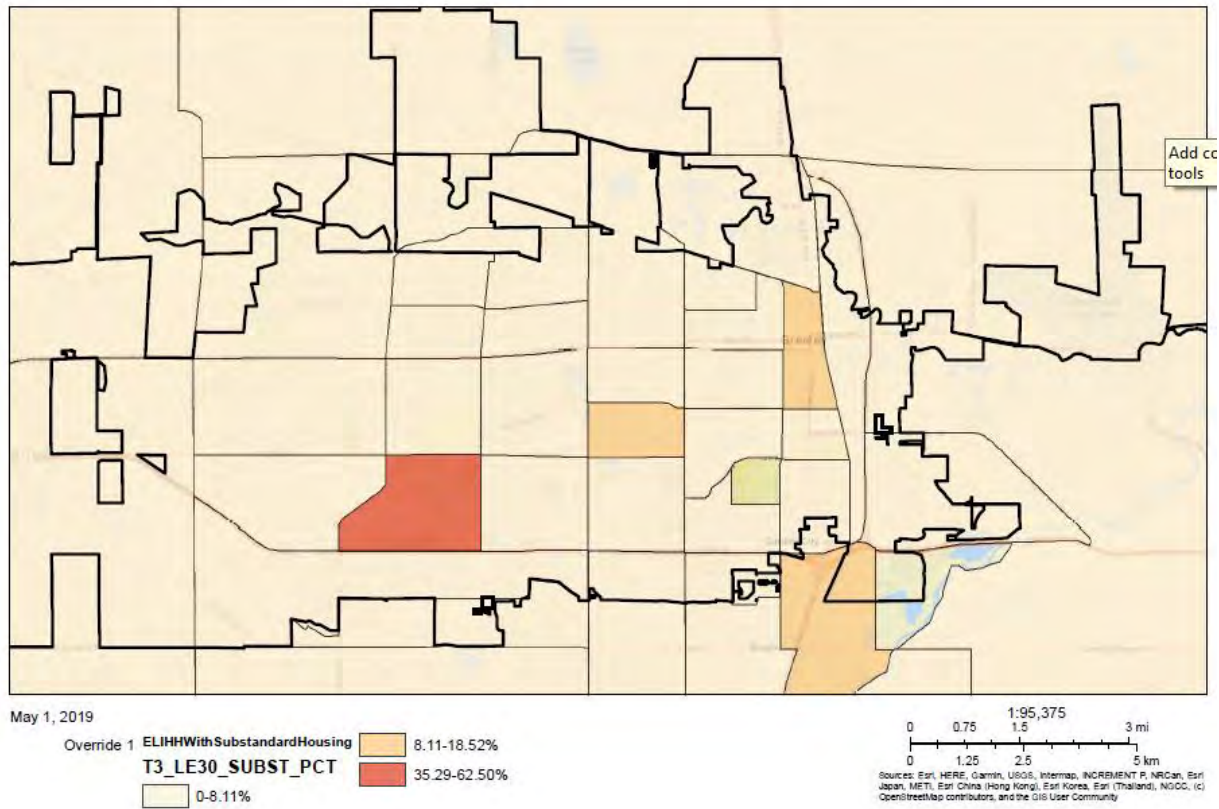 Add co
tools
May 1, 2019
Override 1
ELIHHWithSubstandardHousing
T3_LE30_SUBST_PCT
0-8.11%
8.11-18.52%
35.29-62.50%
1:95,375
0 0.75 1.5 3 mi
0 1.25 2.5 5 km
Sources: Esri, HERE, Garmin, USGS, Intermap, INCREMENT P, NRCan, Esri
Japan, METI, Esri China (Hong Kong), Esri Korea, Esri (Thailand), NGCC, (c)
OpenStreetMap contributors, and the GIS User Community